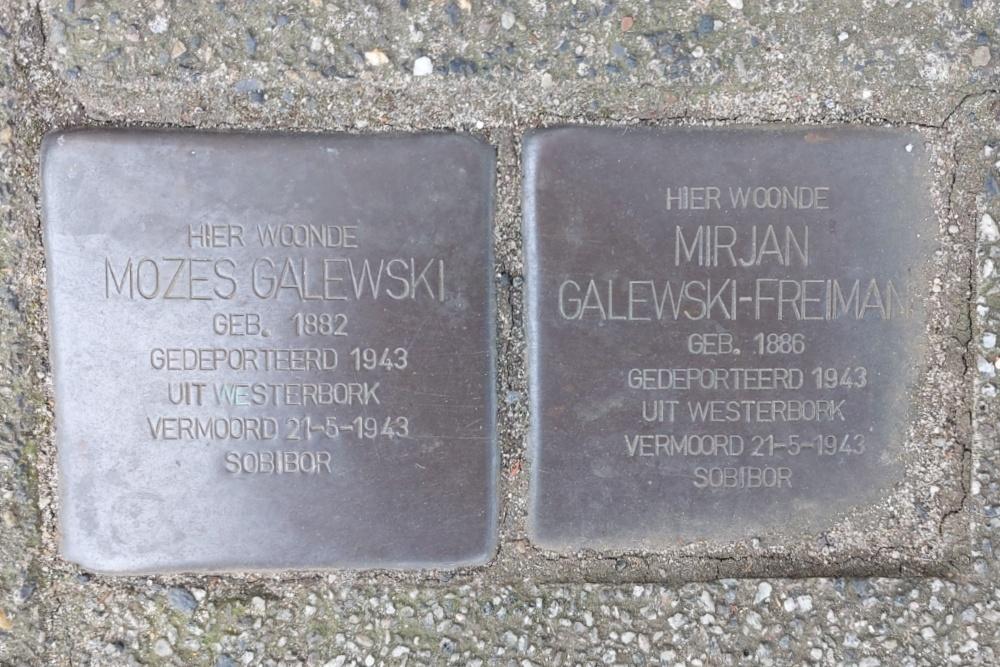 HIER WOONDE
MOZES GALEWSKI
GEB. 1882
GEDEPORTEERD 1943
UIT WESTERBORK
VERMOORD 21-5-1943
SOBIBOR
HIER WOONDE
MIRJAN
GALEWSKI-FREIMAN
GEB. 1886
GEDEPORTEERD 1943
UIT WESTERBORK
VERMOORD 21-5-1943
SOBIBOR